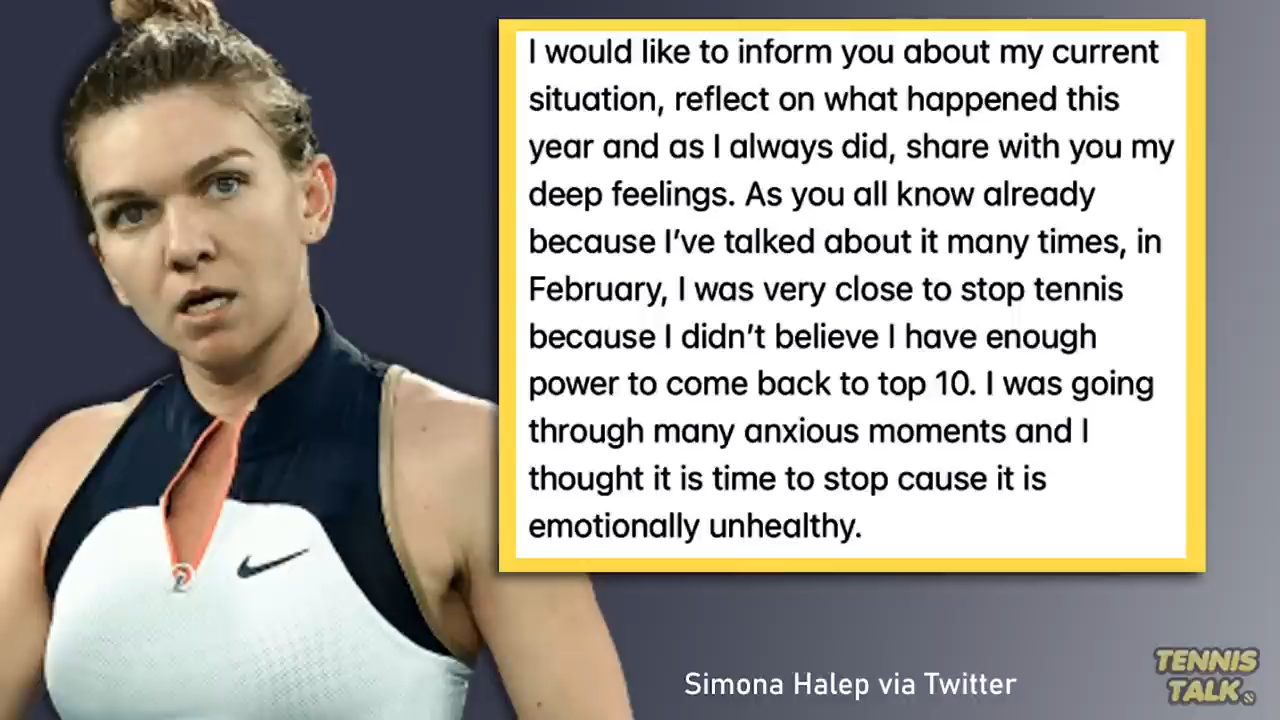 I would like to inform you about my current
situation, reflect on what happened this
year and as I always did, share with you my
deep feelings. As you all know already
because I’ve talked about it many times, in
February, I was very close to stop tennis
because I didn’t believe I have enough
power to come back to top 10. I was going
through many anxious moments and I
thought it is time to stop cause it is
emotionally unhealthy.
Simona Halep via Twitter
TENNIS
TALK